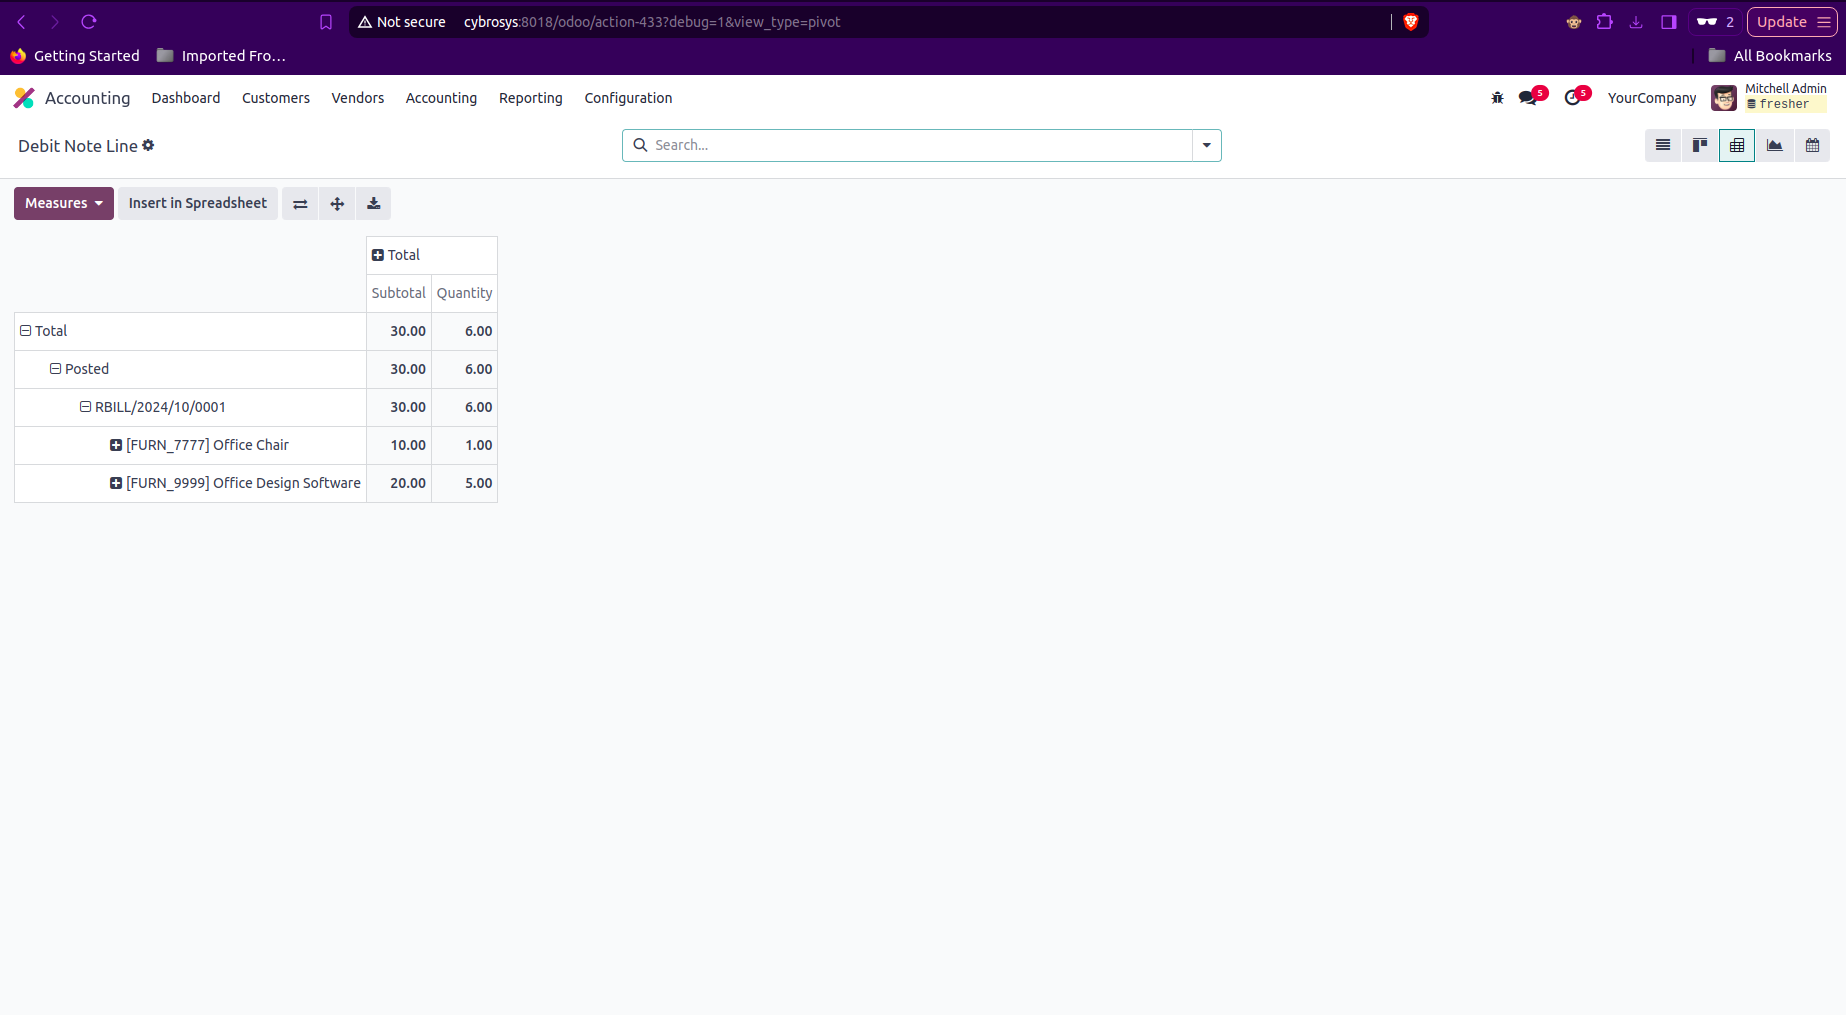 Not secure cybrosys:8018/odoo/action-433?debug=1&view_type=pivot 2 Update
Getting Started Imported Fro... All Bookmarks
Accounting Dashboard Customers Vendors Accounting Reporting Configuration 5 5 YourCompany Mitchell Admin
fresher
Debit Note Line Search...
Measures Insert in Spreadsheet
Total
Subtotal Quantity
Total 30.00 6.00
Posted 30.00 6.00
RBILL/2024/10/0001 30.00 6.00
[FURN_7777] Office Chair 10.00 1.00
[FURN_9999] Office Design Software 20.00 5.00